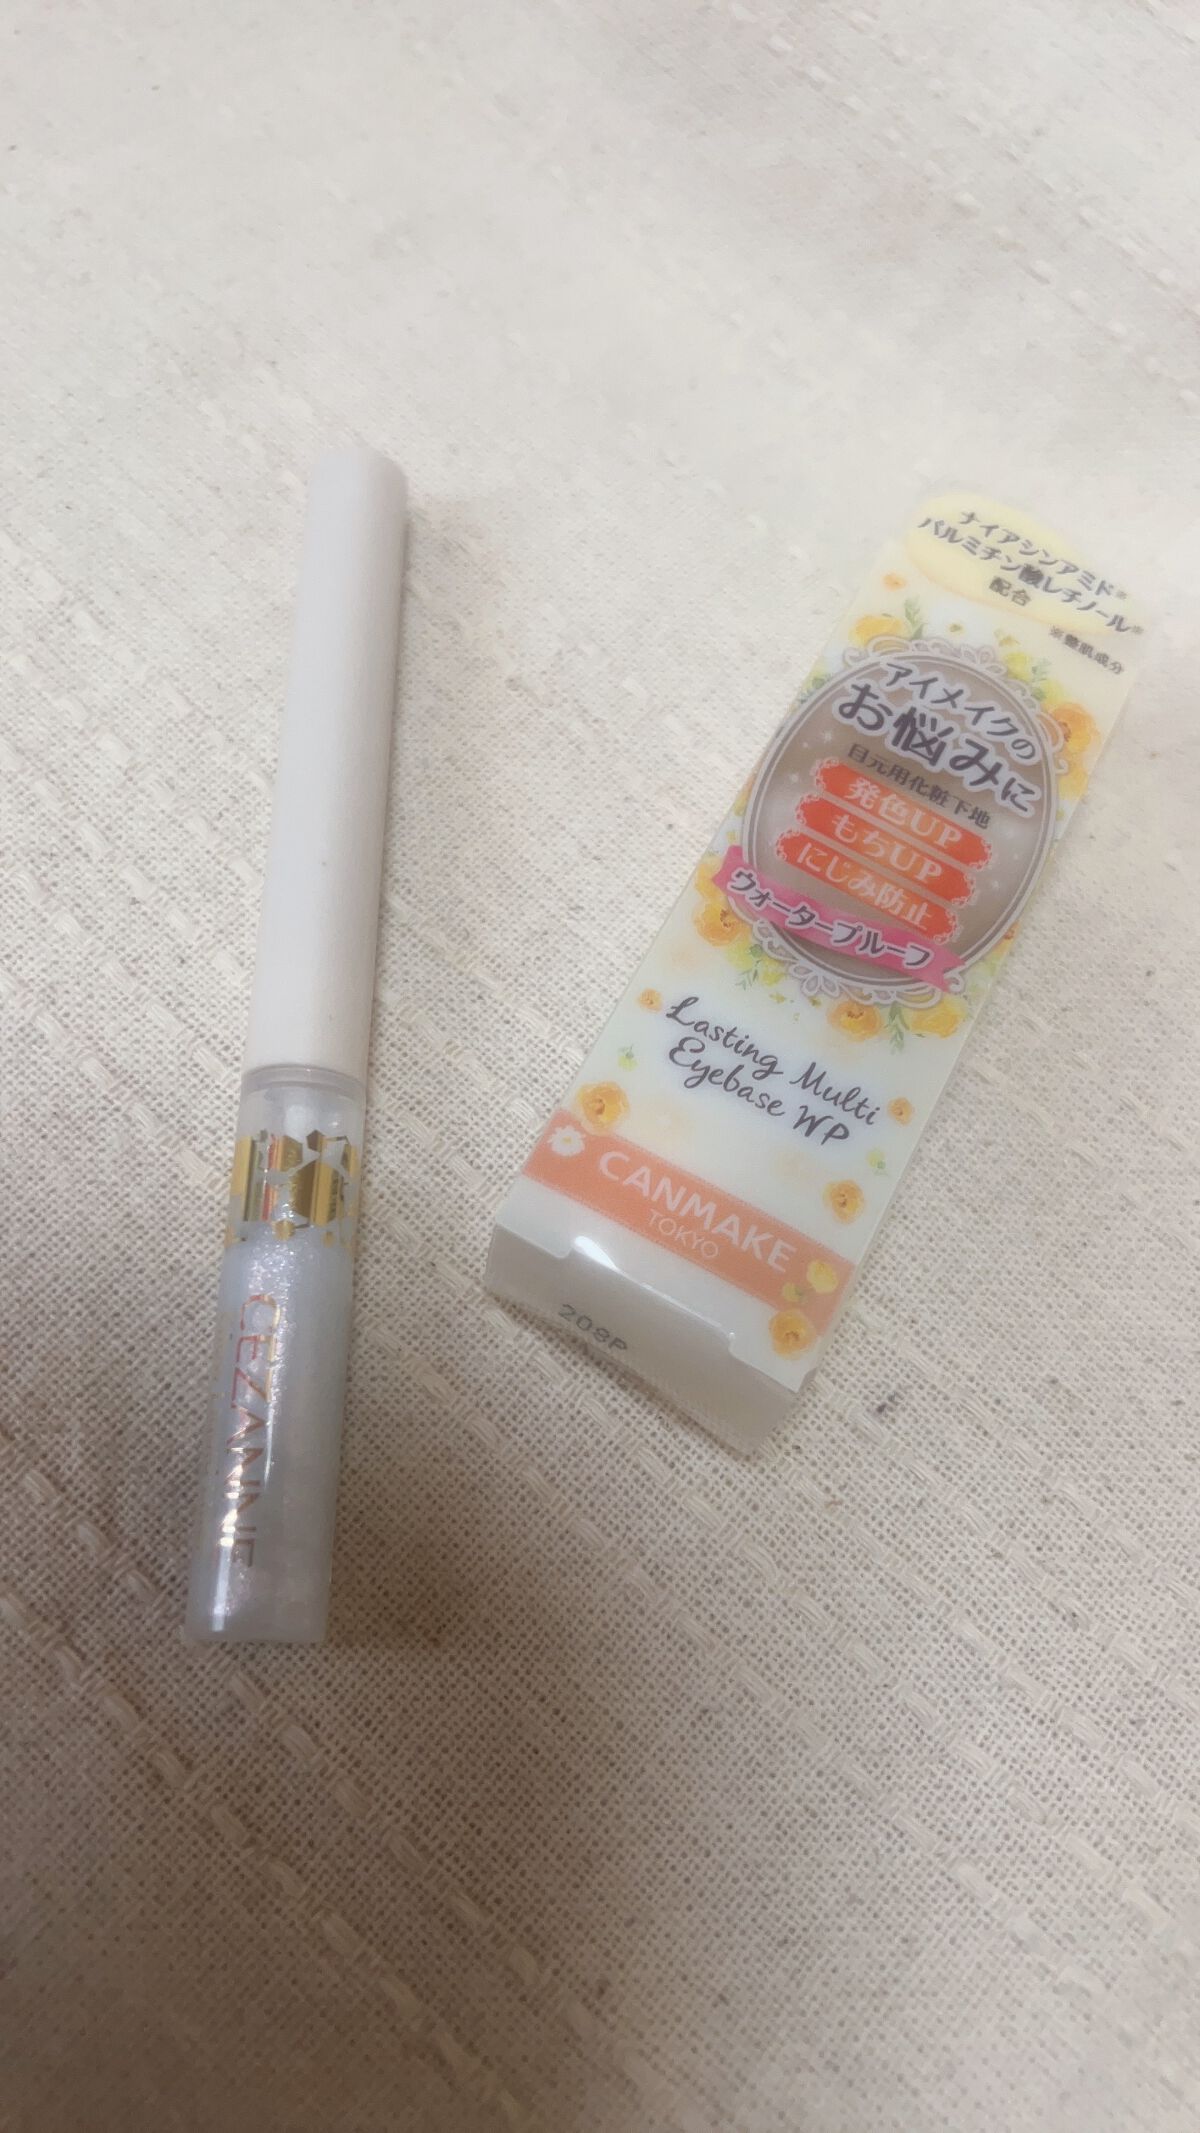 CEZANNE
ナイアシンアミド※
パルミチン酸レチノール※
配合
※整肌成分
アイメイクの
お悩みに
目元用化粧下地
発色UP
もちUP
にじみ防止
ウォータープルーフ
Lasting Multi
Eyebase WP
CANMAKE
TOKYO
208P